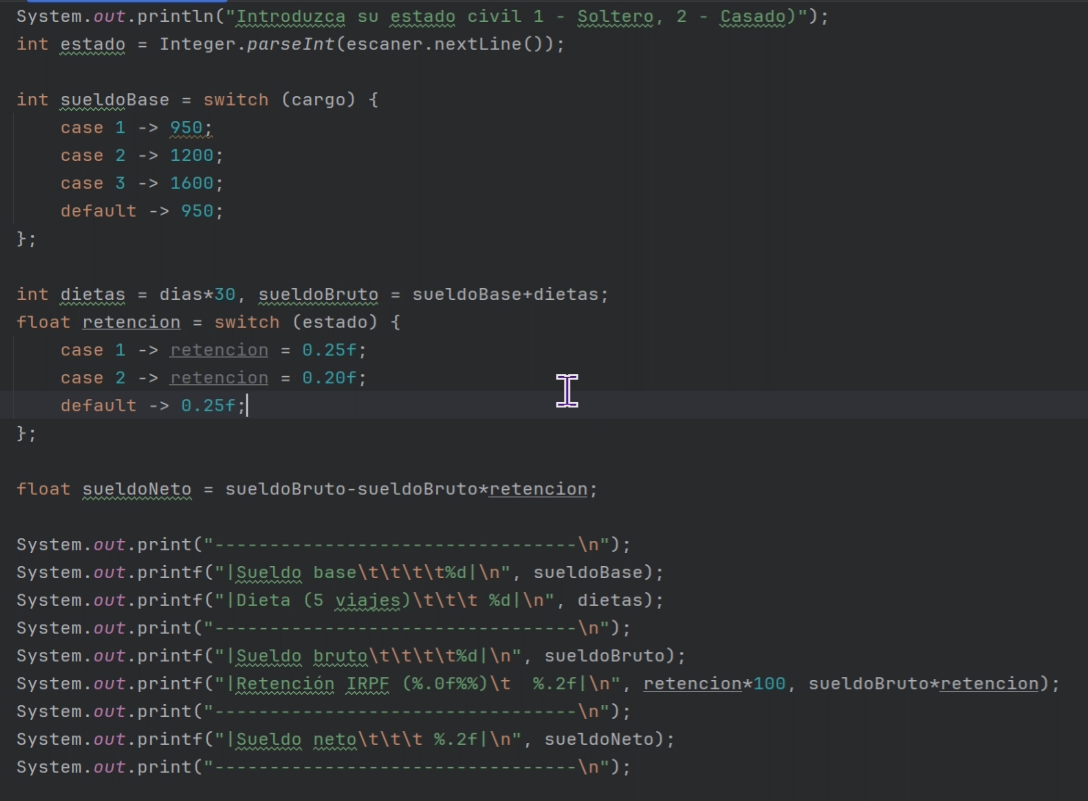 System.out.println("Introduzca su estado civil 1 - Soltero, 2 - Casado)");
int estado = Integer.parseInt(escaner.nextLine());
int sueldoBase = switch (cargo) {
case 1 -> 950;
case 2 -> 1200;
case 3 -> 1600;
default -> 950;
};
int dietas = dias*30, sueldoBruto = sueldoBase+dietas;
float retencion = switch (estado) {
case 1 -> retencion = 0.25f;
case 2 -> retencion = 0.20f;
default -> 0.25f;
};
float sueldoNeto = sueldoBruto-sueldoBruto*retencion;
System.out.print("---------------------------------\n");
System.out.printf("|Sueldo base\t\t\t\t%d|\n", sueldoBase);
System.out.printf("|Dieta (5 viajes)\t\t\t %d|\n", dietas);
System.out.print("---------------------------------\n");
System.out.printf("|Sueldo bruto\t\t\t\t%d|\n", sueldoBruto);
System.out.printf("|Retención IRPF (%.0f%%)\t  %.2f|\n", retencion*100, sueldoBruto*retencion);
System.out.print("---------------------------------\n");
System.out.printf("|Sueldo neto\t\t\t %.2f|\n", sueldoNeto);
System.out.print("---------------------------------\n");